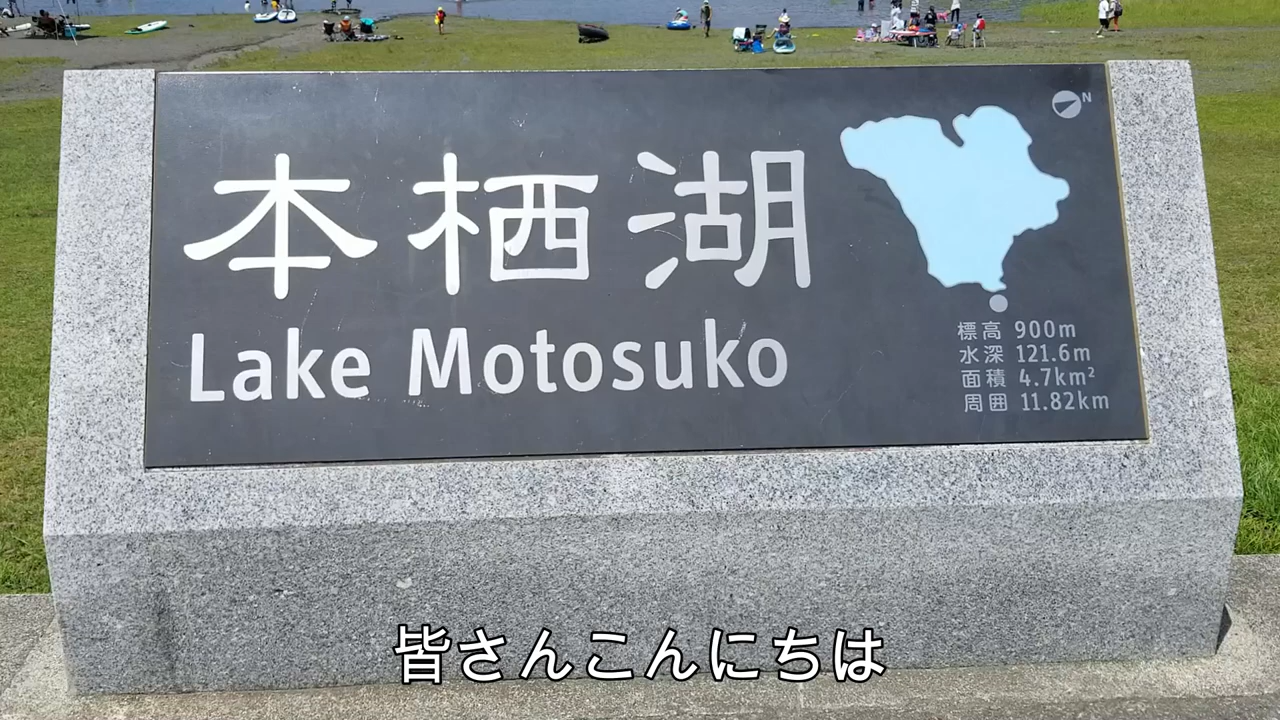 本栖湖
Lake Motosuko
N
標高 900m
水深 121.6m
面積 4.7km²
周囲 11.82km
皆さんこんにちは